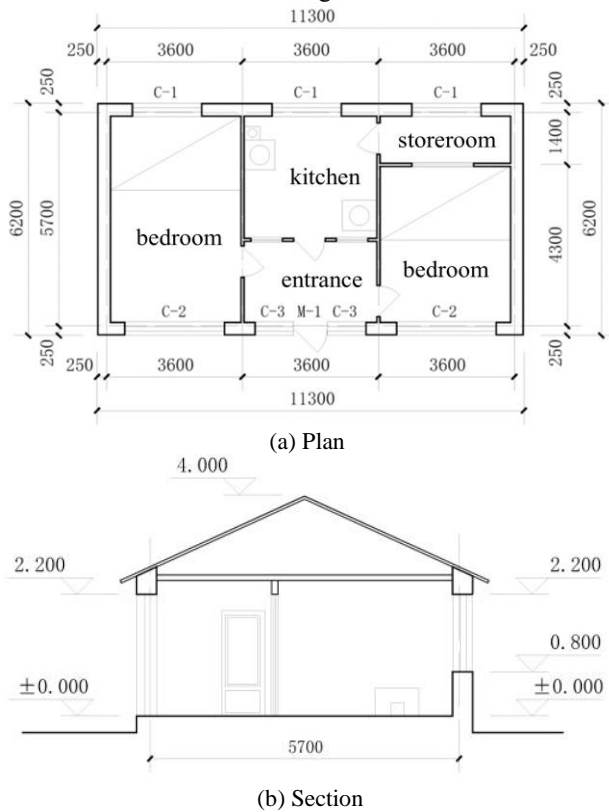 11300
250 3600 3600 3600 250
250 C-1 C-1 C-1 250
storeroom
1400
kitchen
6200 5700 bedroom bedroom 4300 6200
entrance
C-2 C-3 M-1 C-3 C-2
250 250
250 3600 3600 3600 250
11300
(a) Plan
4.000
2.200 2.200
0.800
±0.000 ±0.000
5700
(b) Section